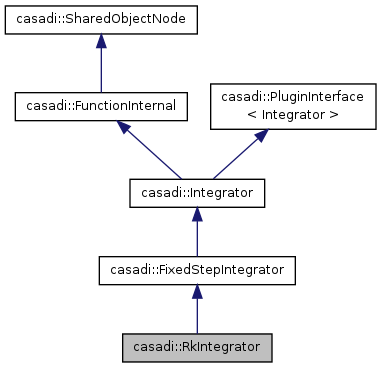 casadi::SharedObjectNode
casadi::FunctionInternal
casadi::PluginInterface
< Integrator >
casadi::Integrator
casadi::FixedStepIntegrator
casadi::RkIntegrator